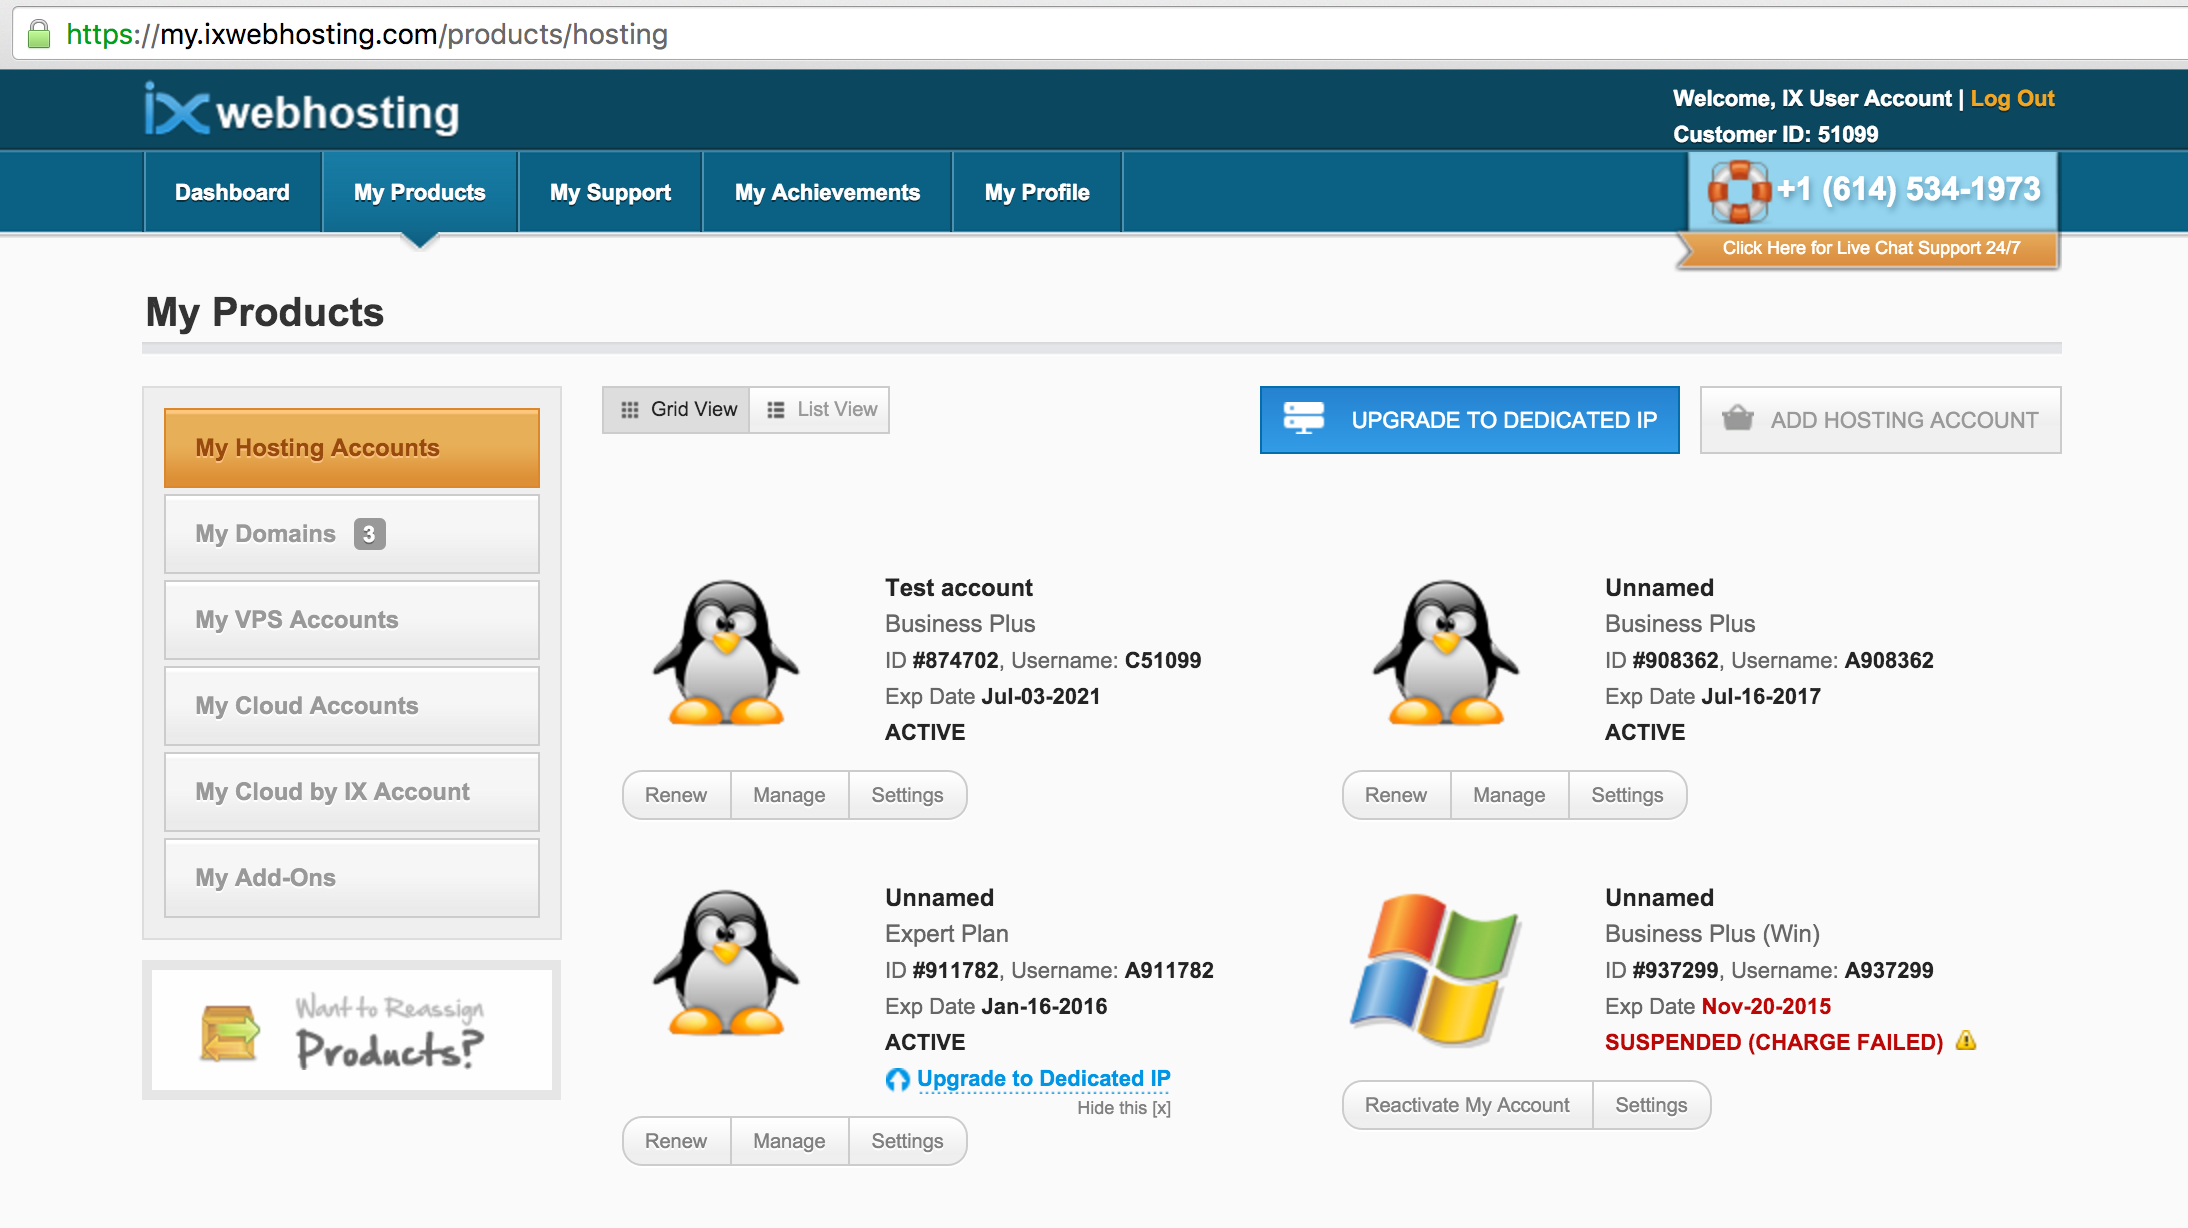 https://my.ixwebhosting.com/products/hosting
ix webhosting
Welcome, IX User Account | Log Out
Customer ID: 51099
Dashboard
My Products
My Support
My Achievements
My Profile
+1 (614) 534-1973
Click Here for Live Chat Support 24/7
My Products
My Hosting Accounts
My Domains 3
My VPS Accounts
My Cloud Accounts
My Cloud by IX Account
My Add-Ons
Want to Reassign
Products?
Grid View
List View
UPGRADE TO DEDICATED IP
ADD HOSTING ACCOUNT
Test account
Business Plus
ID #874702, Username: C51099
Exp Date Jul-03-2021
ACTIVE
Renew
Manage
Settings
Unnamed
Business Plus
ID #908362, Username: A908362
Exp Date Jul-16-2017
ACTIVE
Renew
Manage
Settings
Unnamed
Expert Plan
ID #911782, Username: A911782
Exp Date Jan-16-2016
ACTIVE
Upgrade to Dedicated IP
Hide this [x]
Renew
Manage
Settings
Unnamed
Business Plus (Win)
ID #937299, Username: A937299
Exp Date Nov-20-2015
SUSPENDED (CHARGE FAILED)
Reactivate My Account
Settings